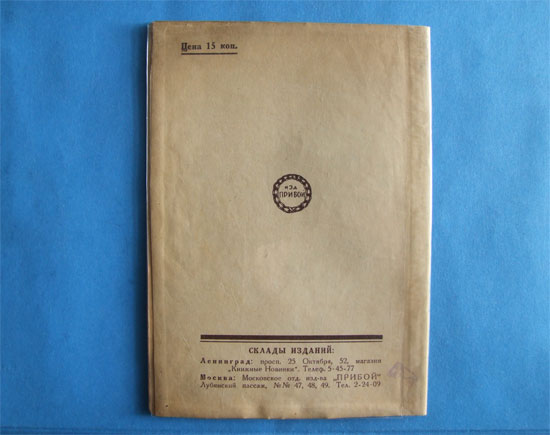 Цена 15 коп.
ИЗД
ПРИБОЙ
СКЛАДЫ ИЗДАНИЙ:
Ленинград: просп. 25 Октября, 52, магазин
„Книжные Новинки“. Телеф. 5-45-77
Москва: Московское отд. изд-ва „ПРИБОЙ“
Лубянский пассаж, №№ 47, 48, 49. Тел. 2-24-09